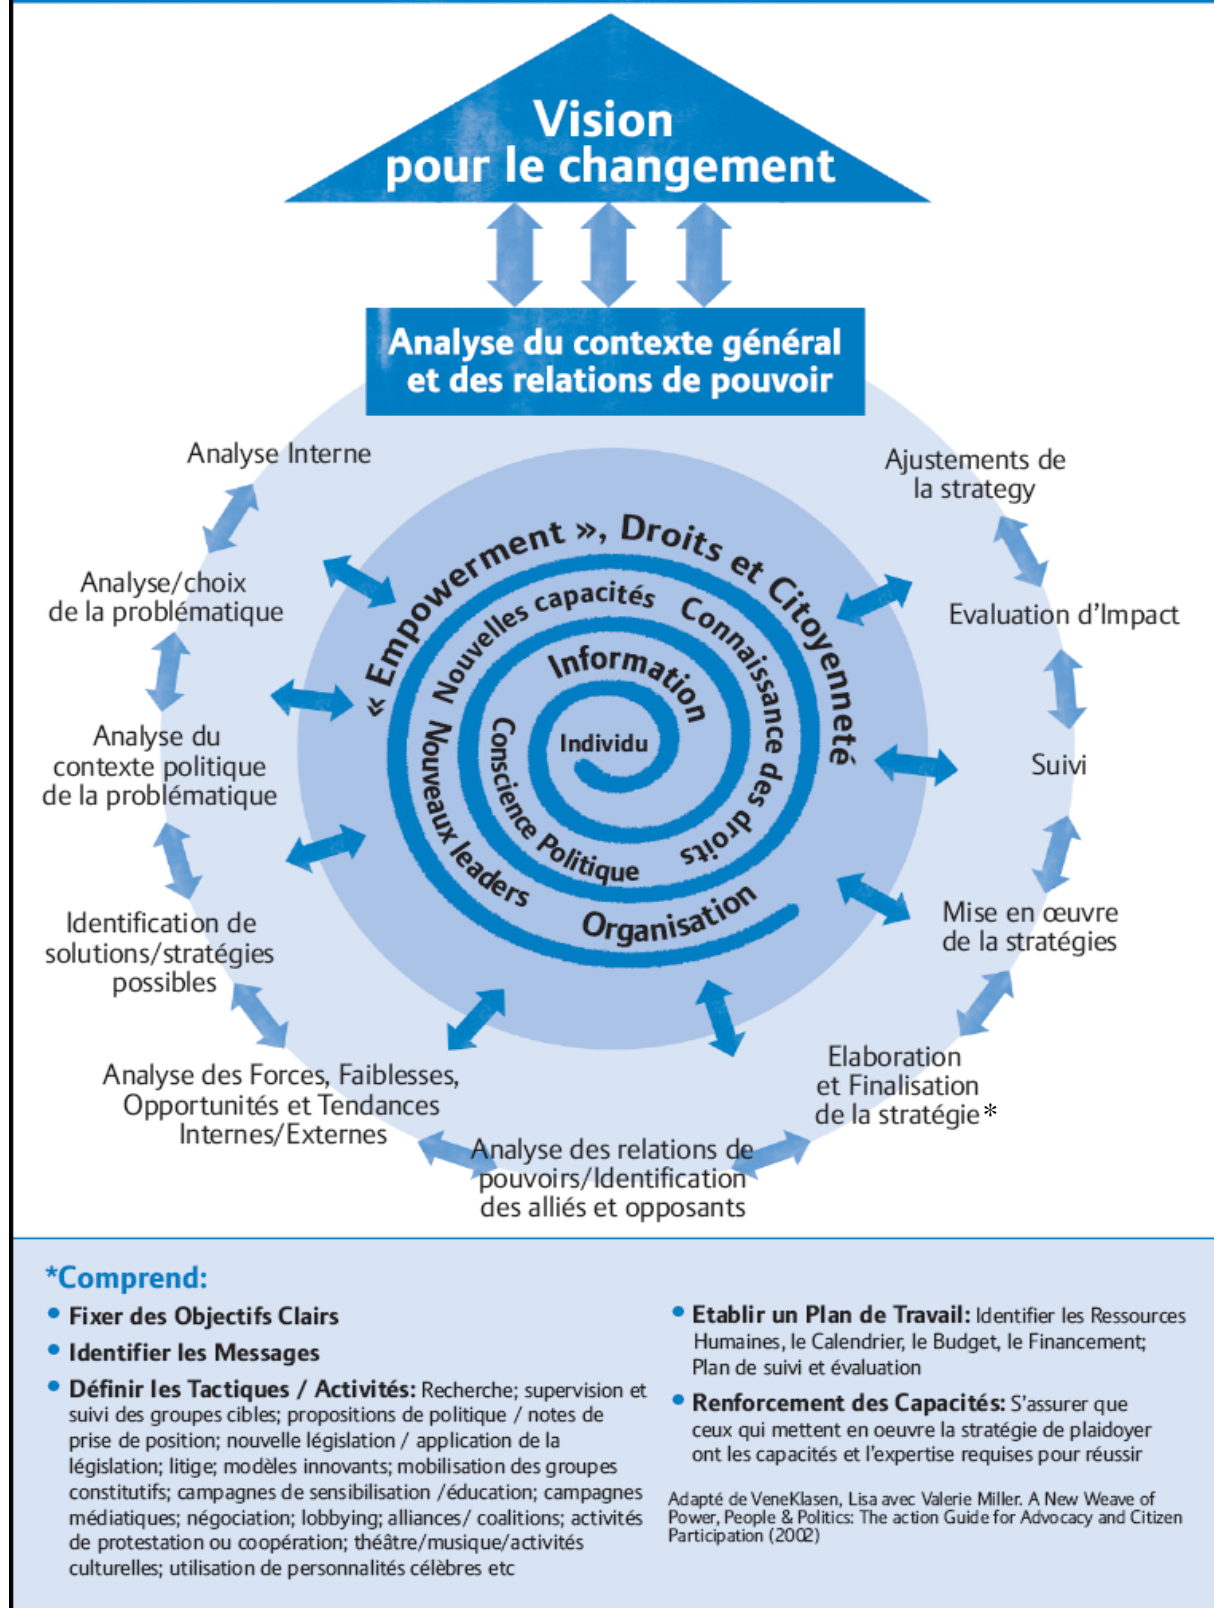 Vision
pour le changement
Analyse du contexte général
et des relations de pouvoir
Analyse Interne
Analyse/choix
de la problématique
Analyse du
contexte politique
de la problématique
Identification de
solutions/stratégies
possibles
Analyse des Forces, Faiblesses,
Opportunités et Tendances
Internes/Externes
Analyse des relations de
pouvoirs/Identification
des alliés et opposants
Elaboration
et Finalisation
de la stratégie*
Mise en œuvre
de la stratégies
Suivi
Evaluation d’Impact
Ajustements de
la strategy
« Empowerment », Droits et Citoyenneté
Nouvelles capacités
Connaissance des droits
Information
Individu
Conscience Politique
Nouveaux leaders
Organisation
*Comprend:
• Fixer des Objectifs Clairs
• Identifier les Messages
• Définir les Tactiques / Activités: Recherche; supervision et
suivi des groupes cibles; propositions de politique / notes de
prise de position; nouvelle législation / application de la
législation; litige; modèles innovants; mobilisation des groupes
constitutifs; campagnes de sensibilisation /éducation; campagnes
médiatiques; négociation; lobbying; alliances/ coalitions; activités
de protestation ou coopération; théâtre/musique/activités
culturelles; utilisation de personnalités célèbres etc
• Etablir un Plan de Travail: Identifier les Ressources
Humaines, le Calendrier, le Budget, le Financement;
Plan de suivi et évaluation
• Renforcement des Capacités: S’assurer que
ceux qui mettent en oeuvre la stratégie de plaidoyer
ont les capacités et l’expertise requises pour réussir
Adapté de VeneKlasen, Lisa avec Valerie Miller. A New Weave of
Power, People & Politics: The action Guide for Advocacy and Citizen
Participation (2002)